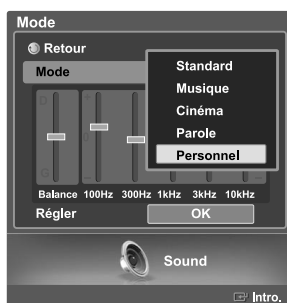 Mode
Retour
Mode
Standard
Musique
Cinéma
Parole
Personnel
D
+
G
–
Balance 100Hz 300Hz 1kHz 3kHz 10kHz
Régler OK
Sound
Intro.